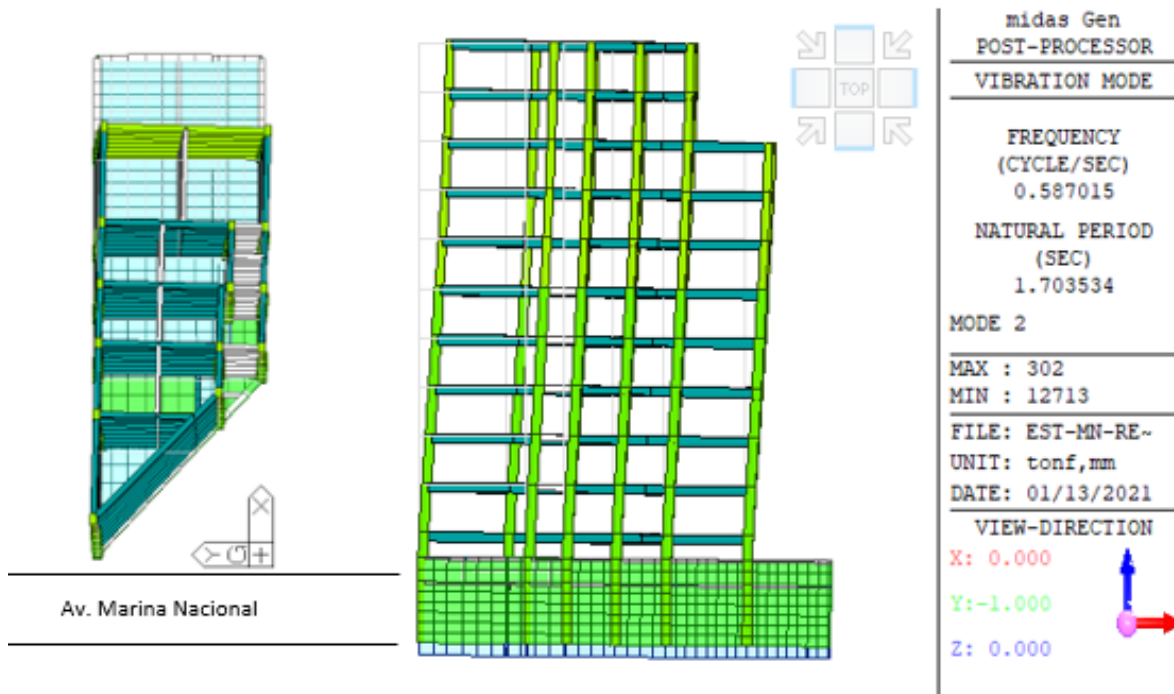 Av. Marina Nacional
X
Y
G
TOP
midas Gen
POST-PROCESSOR
VIBRATION MODE
FREQUENCY
(CYCLE/SEC)
0.587015
NATURAL PERIOD
(SEC)
1.703534
MODE 2
MAX : 302
MIN : 12713
FILE: EST-MN-RE~
UNIT: tonf,mm
DATE: 01/13/2021
VIEW-DIRECTION
X: 0.000
Y:-1.000
Z: 0.000